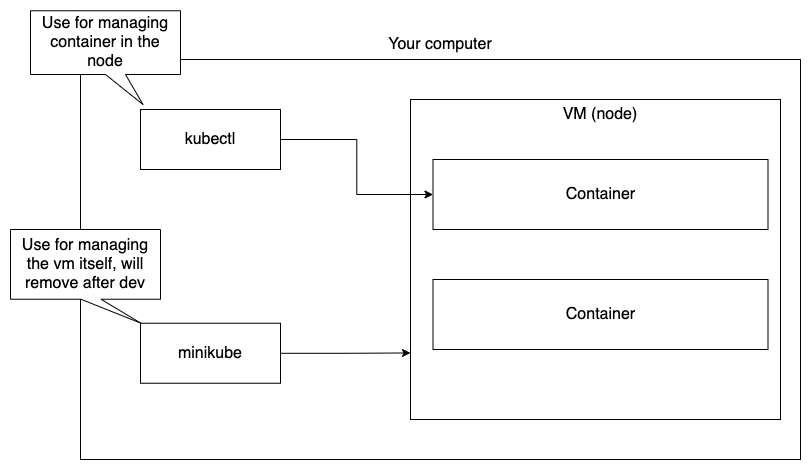 Use for managing
container in the
node
Your computer
kubectl
VM (node)
Container
Use for managing
the vm itself, will
remove after dev
Container
minikube